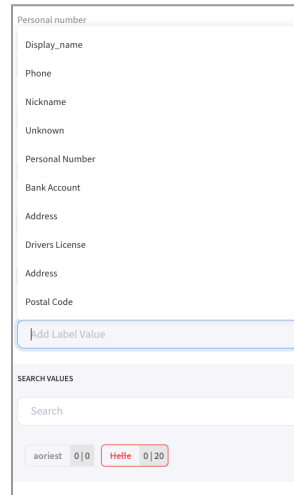 Personal number
Display_name
Phone
Nickname
Unknown
Personal Number
Bank Account
Address
Drivers License
Address
Postal Code
Add Label Value
SEARCH VALUES
Search
aoriest 0|0 Helle 0|20